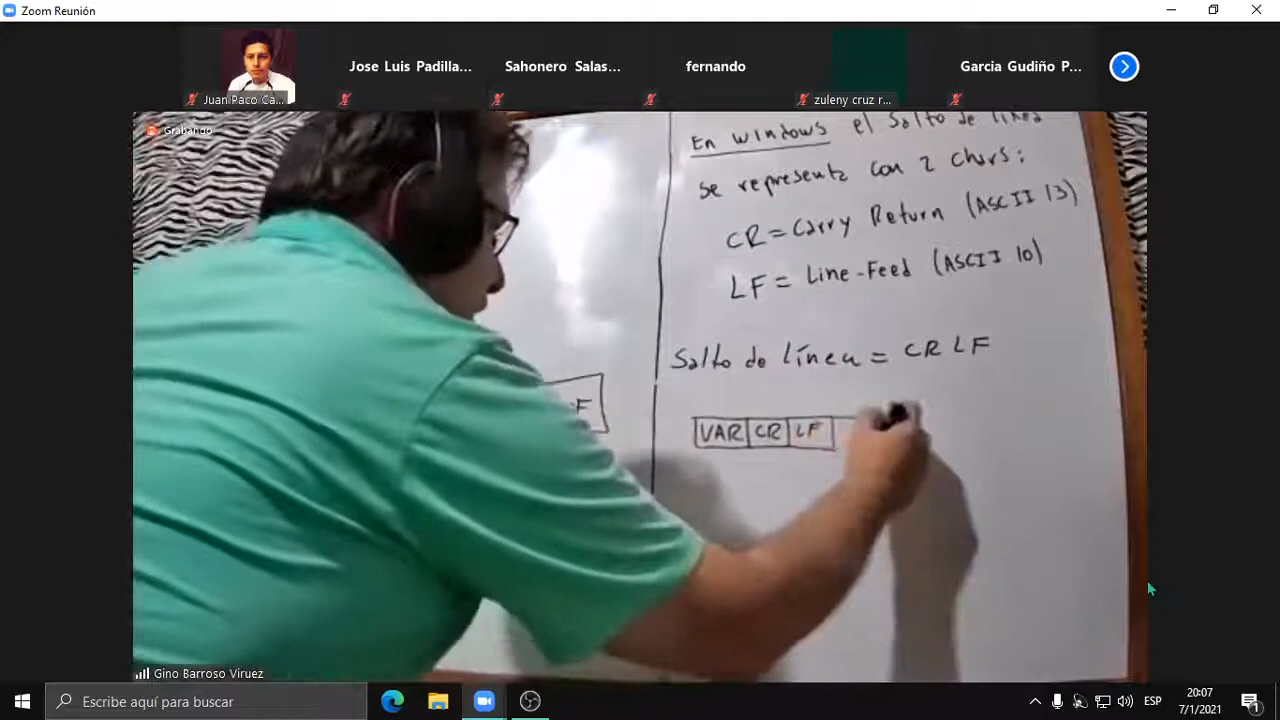 Zoom Reunión
Juan Paco Ca...
Jose Luis Padilla...
Sahonero Salas...
fernando
zuleny cruz r...
Garcia Gudiño P...
Grabando
En windows el salto de línea
se representa con 2 chars:
CR = Carry Return (ASCII 13)
LF = Line-Feed (ASCII 10)
Salto de línea = CR LF
F
VAR CR LF
Gino Barroso Viruez
Escribe aquí para buscar
ESP
20:07
7/1/2021
1